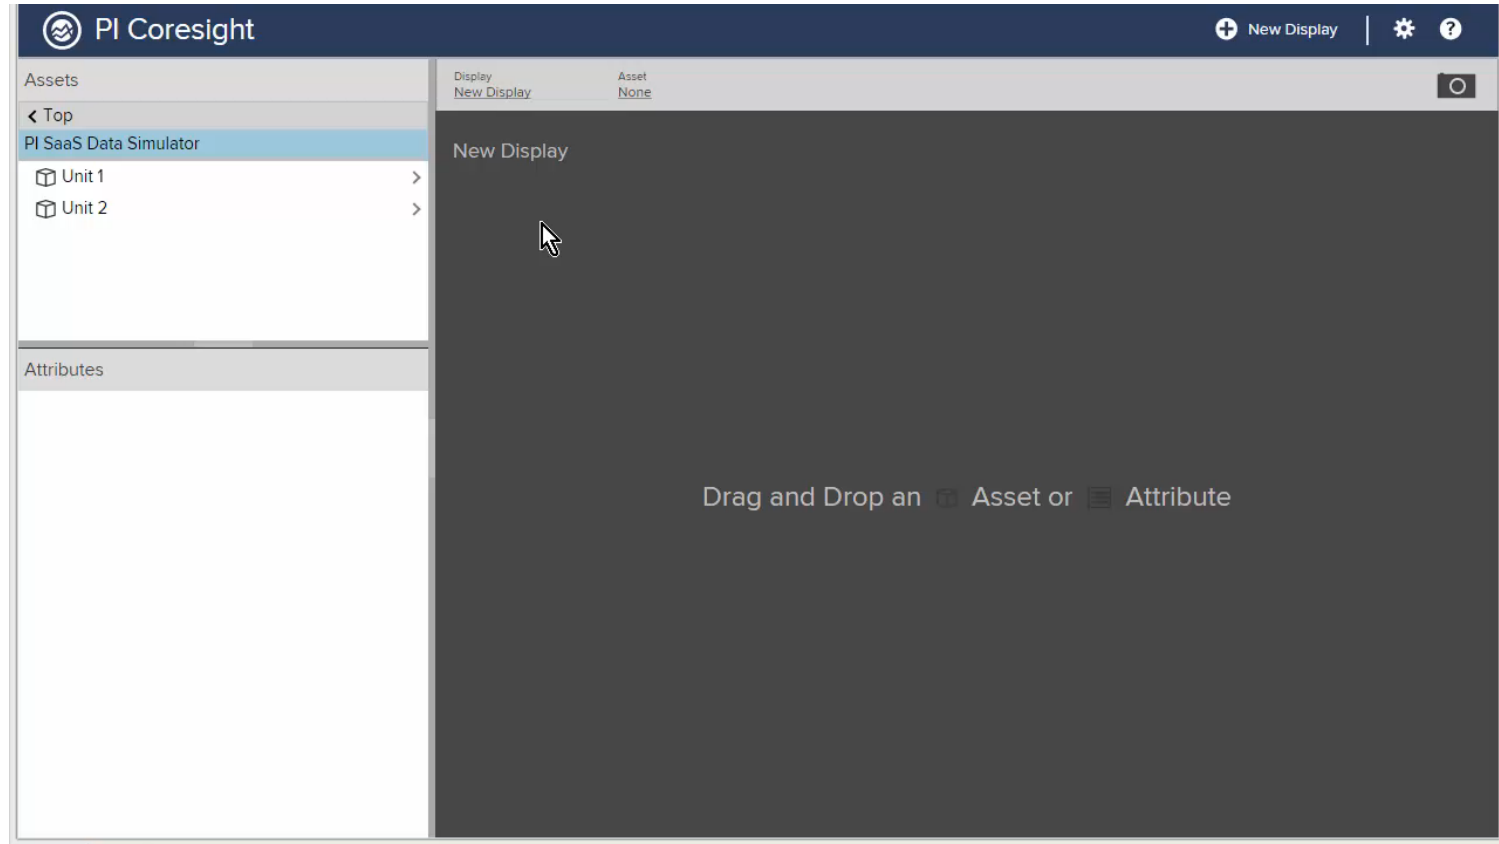 PI Coresight
New Display
Assets
Top
PI SaaS Data Simulator
Unit 1
Unit 2
Attributes
Display
New Display
Asset
None
New Display
Drag and Drop an Asset or Attribute